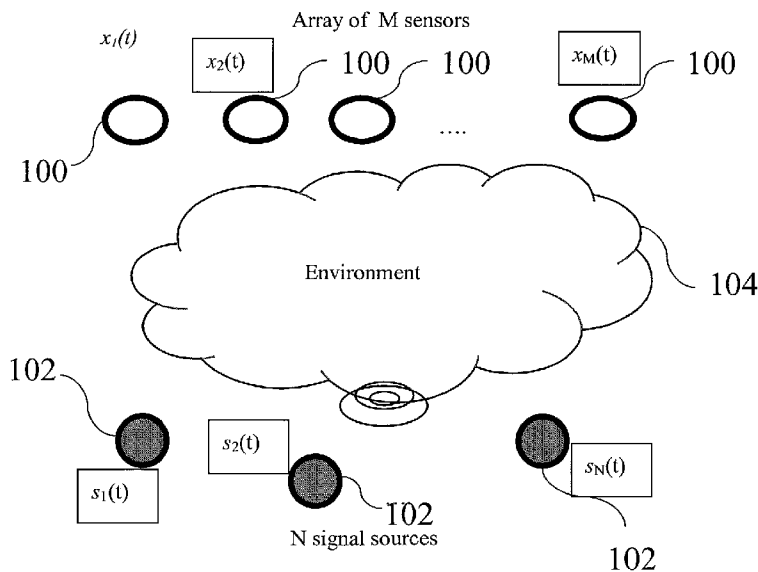 Array of M sensors
x₁(t)
x₂(t)
100
100
xM(t)
100
....
100
Environment
104
102
s₂(t)
sN(t)
s₁(t)
102
N signal sources
102